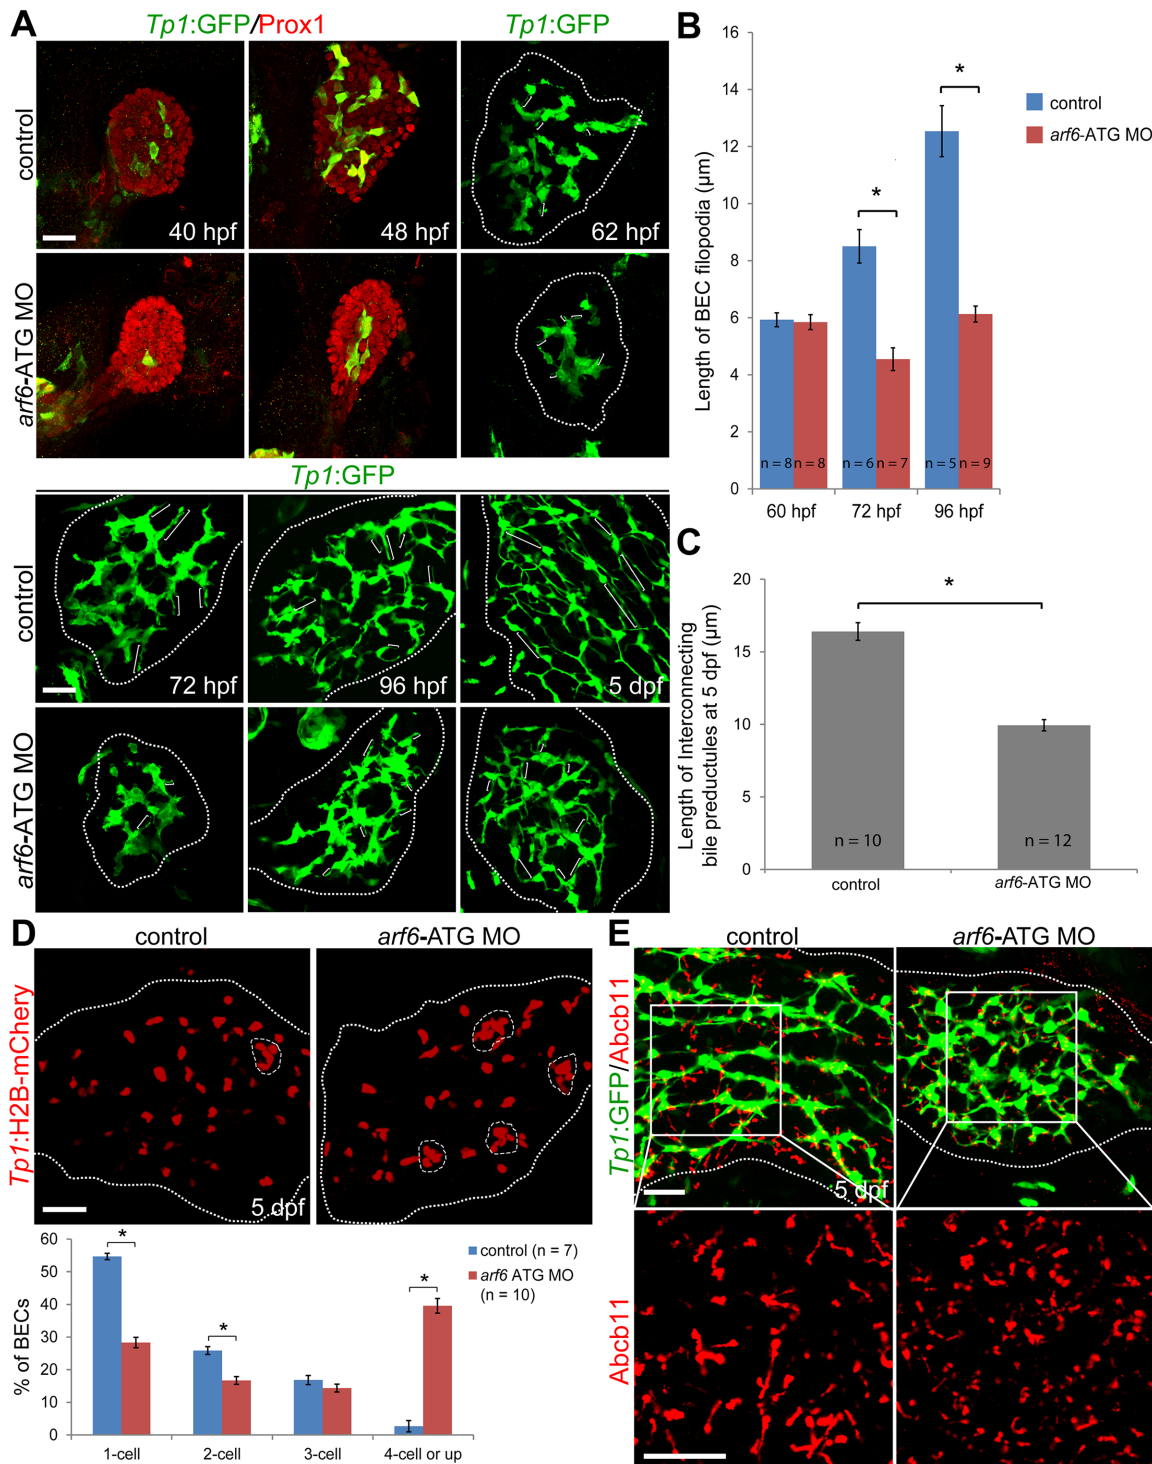 A
Tp1:GFP/Prox1
Tp1:GFP
control
40 hpf
48 hpf
62 hpf
arf6-ATG MO
Tp1:GFP
control
72 hpf
96 hpf
5 dpf
arf6-ATG MO
B
16
14
12
10
8
6
4
2
0
Length of BEC filopodia (µm)
*
*
control
arf6-ATG MO
n = 8
n = 8
n = 6
n = 7
n = 5
n = 9
60 hpf
72 hpf
96 hpf
C
20
15
10
5
0
Length of Interconnecting
bile preductules at 5 dpf (µm)
*
n = 10
n = 12
control
arf6-ATG MO
D
control
arf6-ATG MO
Tp1:H2B-mCherry
5 dpf
60
50
40
30
20
10
0
% of BECs
*
*
*
control (n = 7)
arf6 ATG MO
(n = 10)
1-cell
2-cell
3-cell
4-cell or up
E
control
arf6-ATG MO
Tp1:GFP/Abcb11
5 dpf
Abcb11